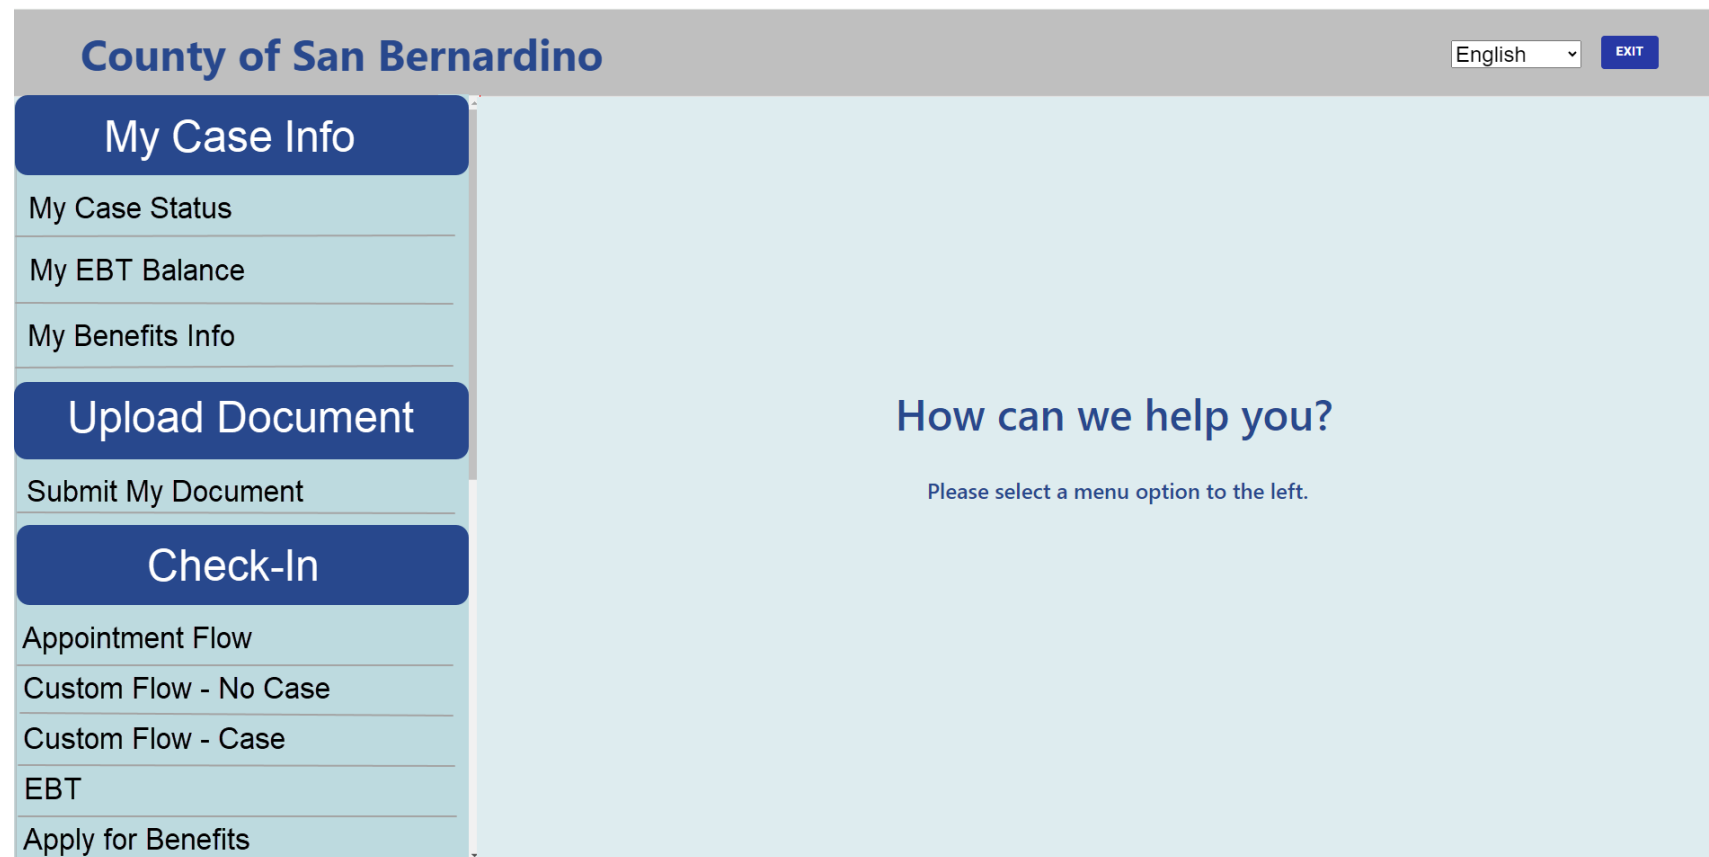 County of San Bernardino
English
EXIT
My Case Info
My Case Status
My EBT Balance
My Benefits Info
Upload Document
Submit My Document
Check-In
Appointment Flow
Custom Flow - No Case
Custom Flow - Case
EBT
Apply for Benefits
How can we help you?
Please select a menu option to the left.